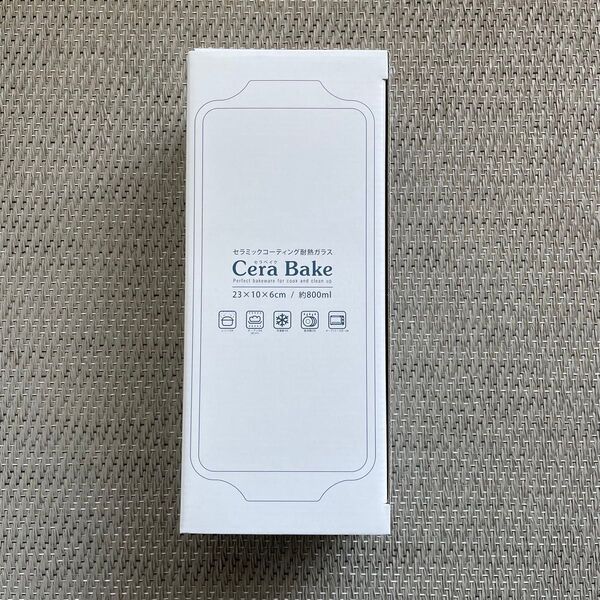 セラミックコーティング耐熱ガラス
セラベイク
Cera Bake
Perfect bakeware for cook and clean up
23×10×6cm / 約800ml